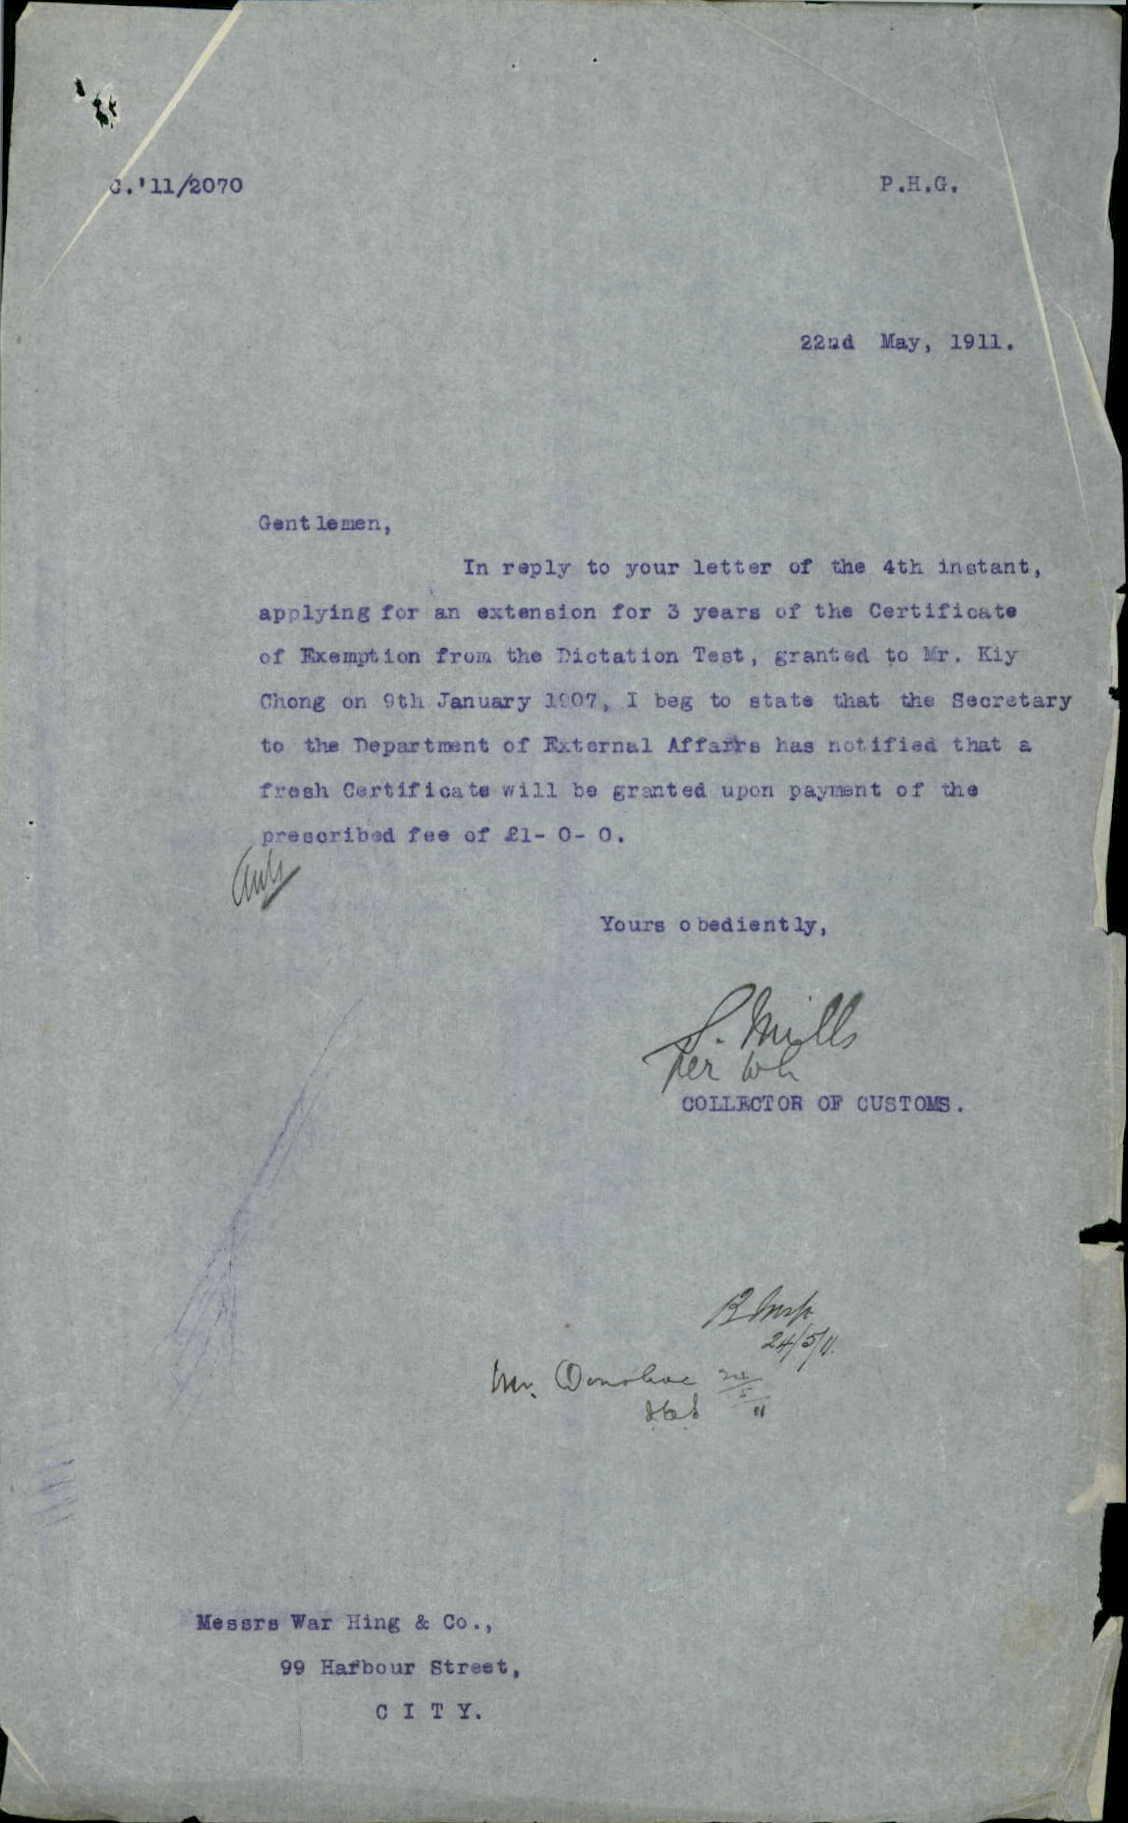 C.'11/2070
P.H.G.
22nd May, 1911.
Gentlemen,
In reply to your letter of the 4th instant,
applying for an extension for 3 years of the Certificate
of Exemption from the Dictation Test, granted to Mr. Kiy
Chong on 9th January 1907, I beg to state that the Secretary
to the Department of External Affairs has notified that a
fresh Certificate will be granted upon payment of the
prescribed fee of £1- 0- 0.
Yours obediently,
S. Mills
per
COLLECTOR OF CUSTOMS.
24/5/11.
Mr. Donohoe
Messrs War Hing & Co.,
99 Harbour Street,
C I T Y.